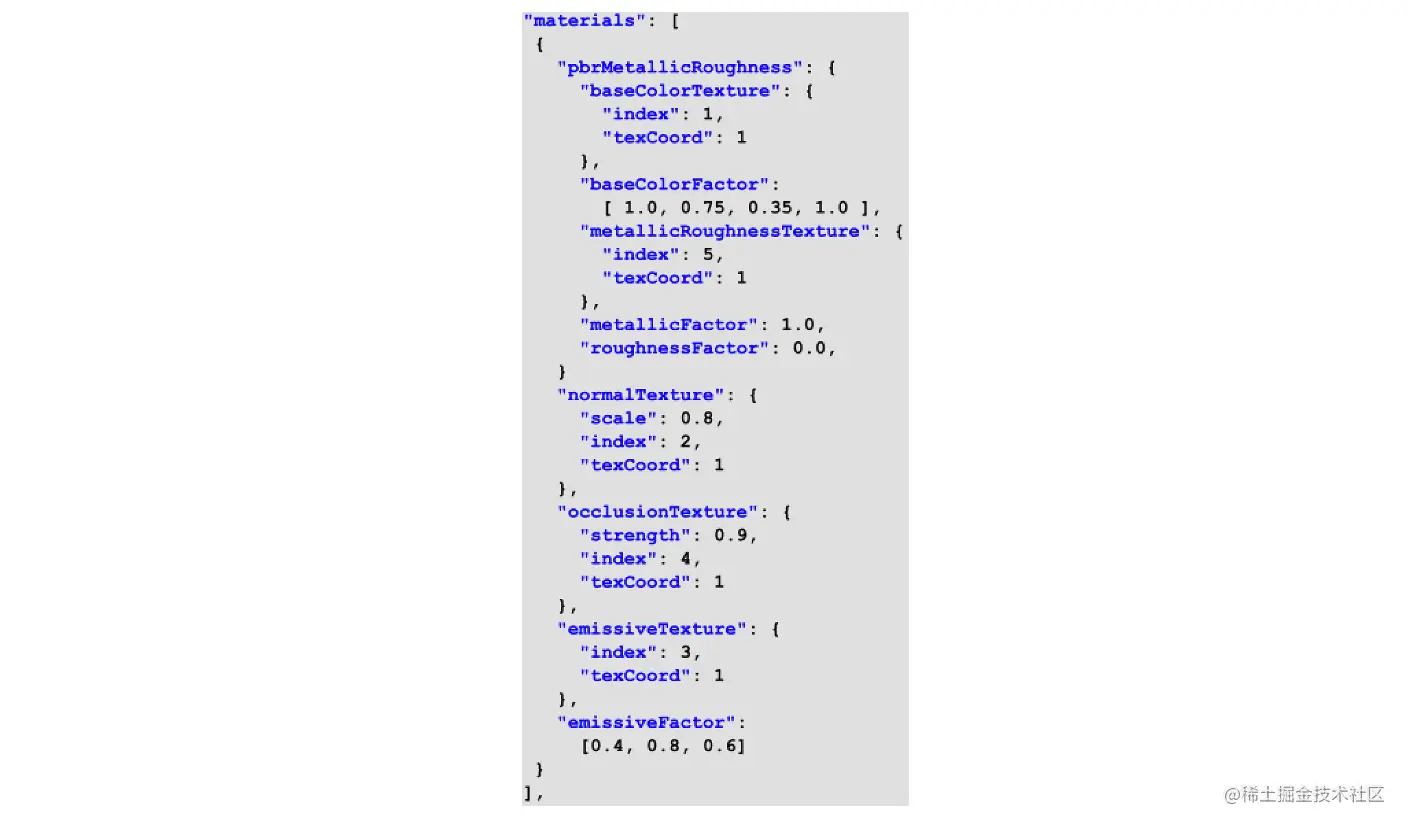 "materials": [
{
"pbrMetallicRoughness": {
"baseColorTexture": {
"index": 1,
"texCoord": 1
},
"baseColorFactor":
[ 1.0, 0.75, 0.35, 1.0 ],
"metallicRoughnessTexture": {
"index": 5,
"texCoord": 1
},
"metallicFactor": 1.0,
"roughnessFactor": 0.0,
}
"normalTexture": {
"scale": 0.8,
"index": 2,
"texCoord": 1
},
"occlusionTexture": {
"strength": 0.9,
"index": 4,
"texCoord": 1
},
"emissiveTexture": {
"index": 3,
"texCoord": 1
},
"emissiveFactor":
[0.4, 0.8, 0.6]
}
],
@稀土掘金技术社区